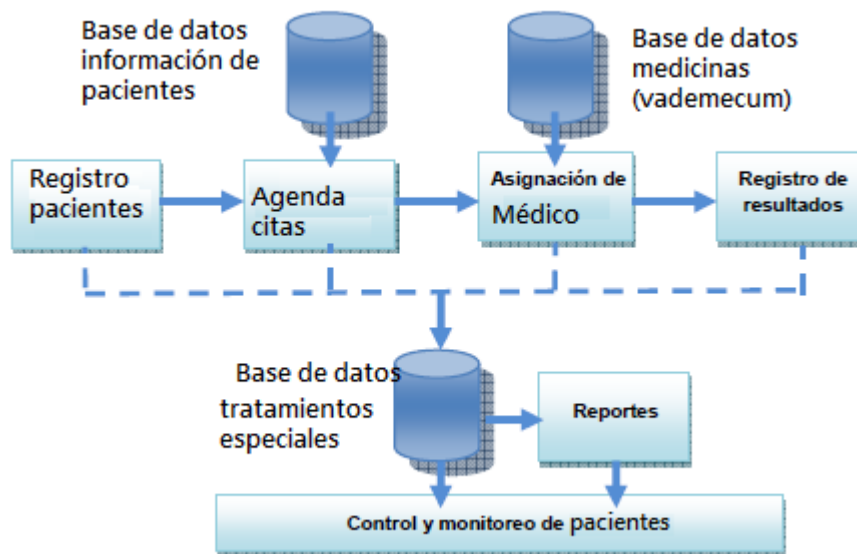 Base de datos
información de
pacientes
Base de datos
medicinas
(vademecum)
Registro
pacientes
Agenda
citas
Asignación de
Médico
Registro de
resultados
Base de datos
tratamientos
especiales
Reportes
Control y monitoreo de pacientes